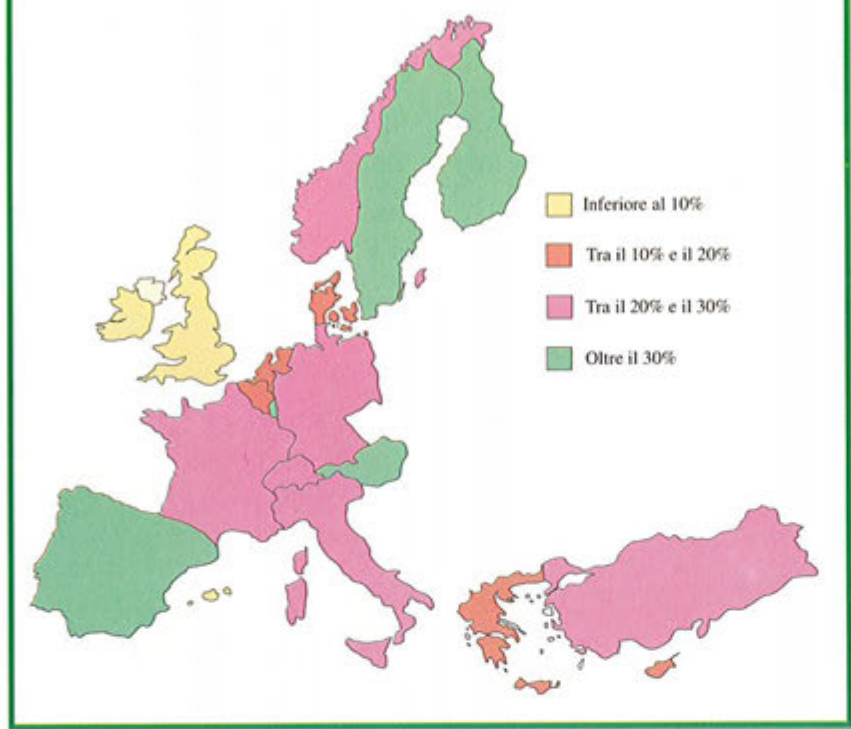 Inferiore al 10%
Tra il 10% e il 20%
Tra il 20% e il 30%
Oltre il 30%